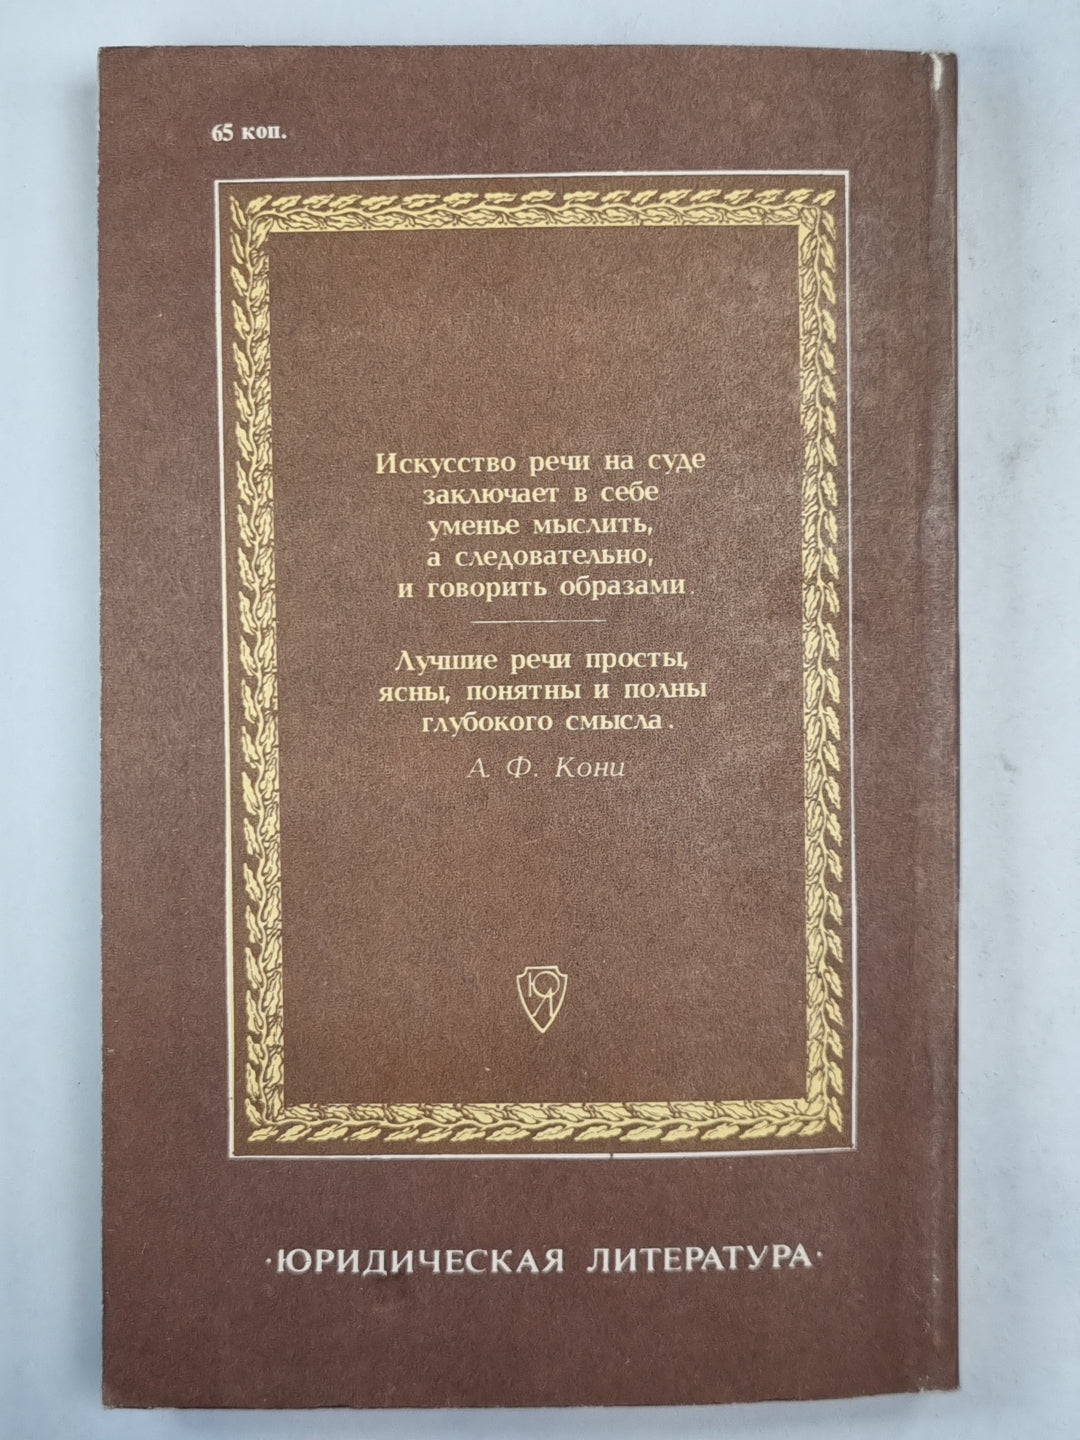 65 коп.
Искусство речи на суде
заключает в себе
уменье мыслить,
а следовательно,
и говорить образами.
Лучшие речи просты,
ясны, понятны и полны
глубокого смысла.
А. Ф. Кони
ЮЛ
·ЮРИДИЧЕСКАЯ ЛИТЕРАТУРА·